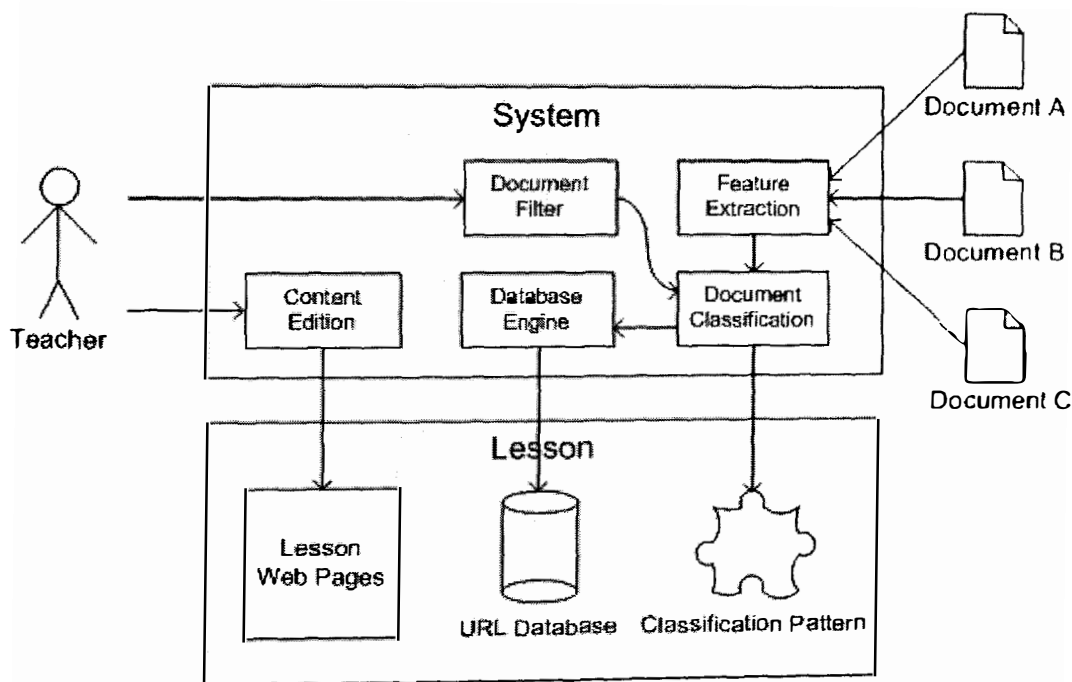 Document A
System
Document
Filter
Feature
Extraction
Document B
Teacher
Content
Edition
Database
Engine
Document
Classification
Document C
Lesson
Lesson
Web Pages
URL Database
Classification Pattern